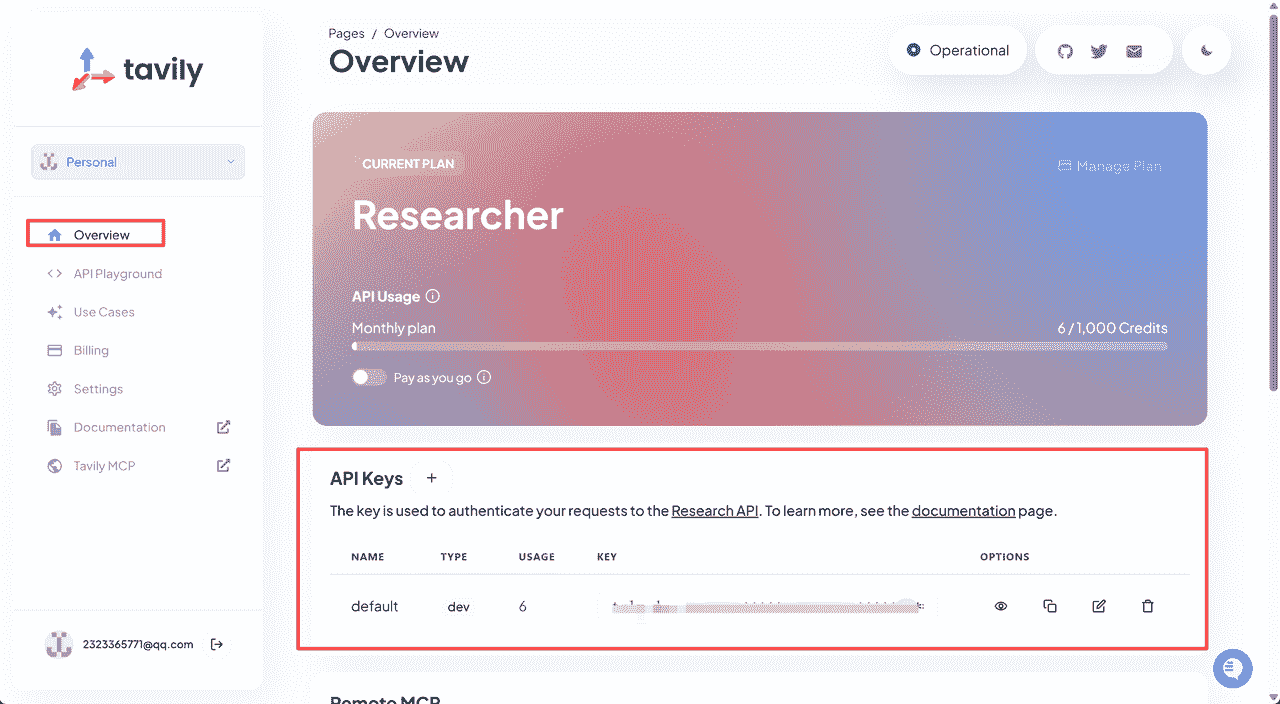 tavily
Personal
Overview
API Playground
Use Cases
Billing
Settings
Documentation
Tavily MCP
2323365771@qq.com
Pages / Overview
Overview
Operational
CURRENT PLAN
Manage Plan
Researcher
API Usage
Monthly plan
6 / 1,000 Credits
Pay as you go
API Keys +
The key is used to authenticate your requests to the Research API. To learn more, see the documentation page.
NAME TYPE USAGE KEY OPTIONS
default dev 6
Remote MCP